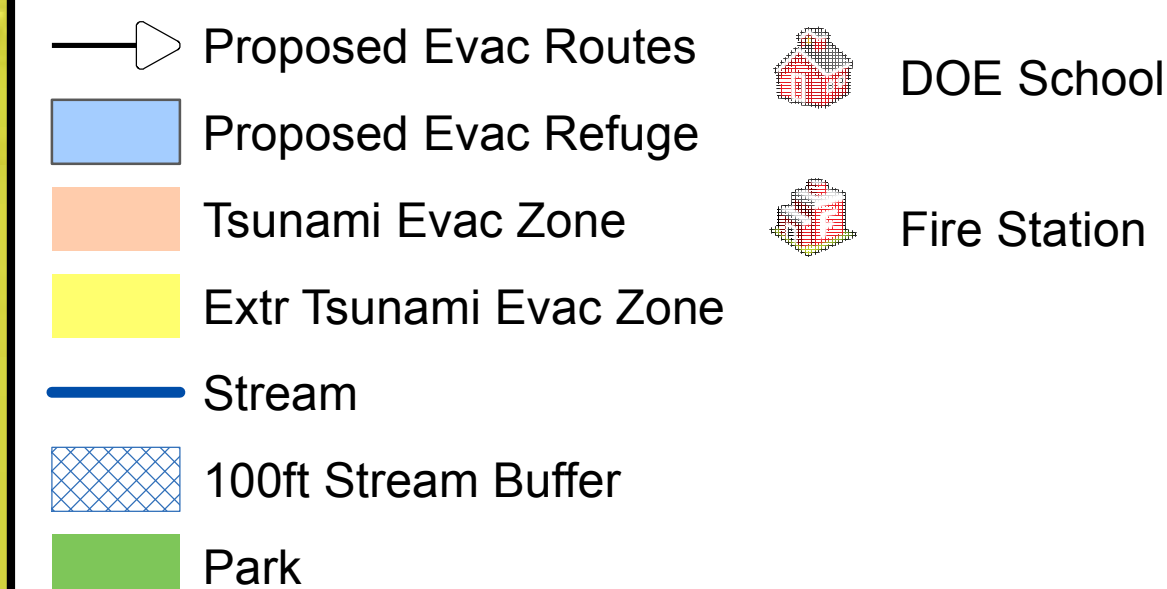 Proposed Evac Routes
Proposed Evac Refuge
Tsunami Evac Zone
Extr Tsunami Evac Zone
Stream
100ft Stream Buffer
Park
DOE School
Fire Station